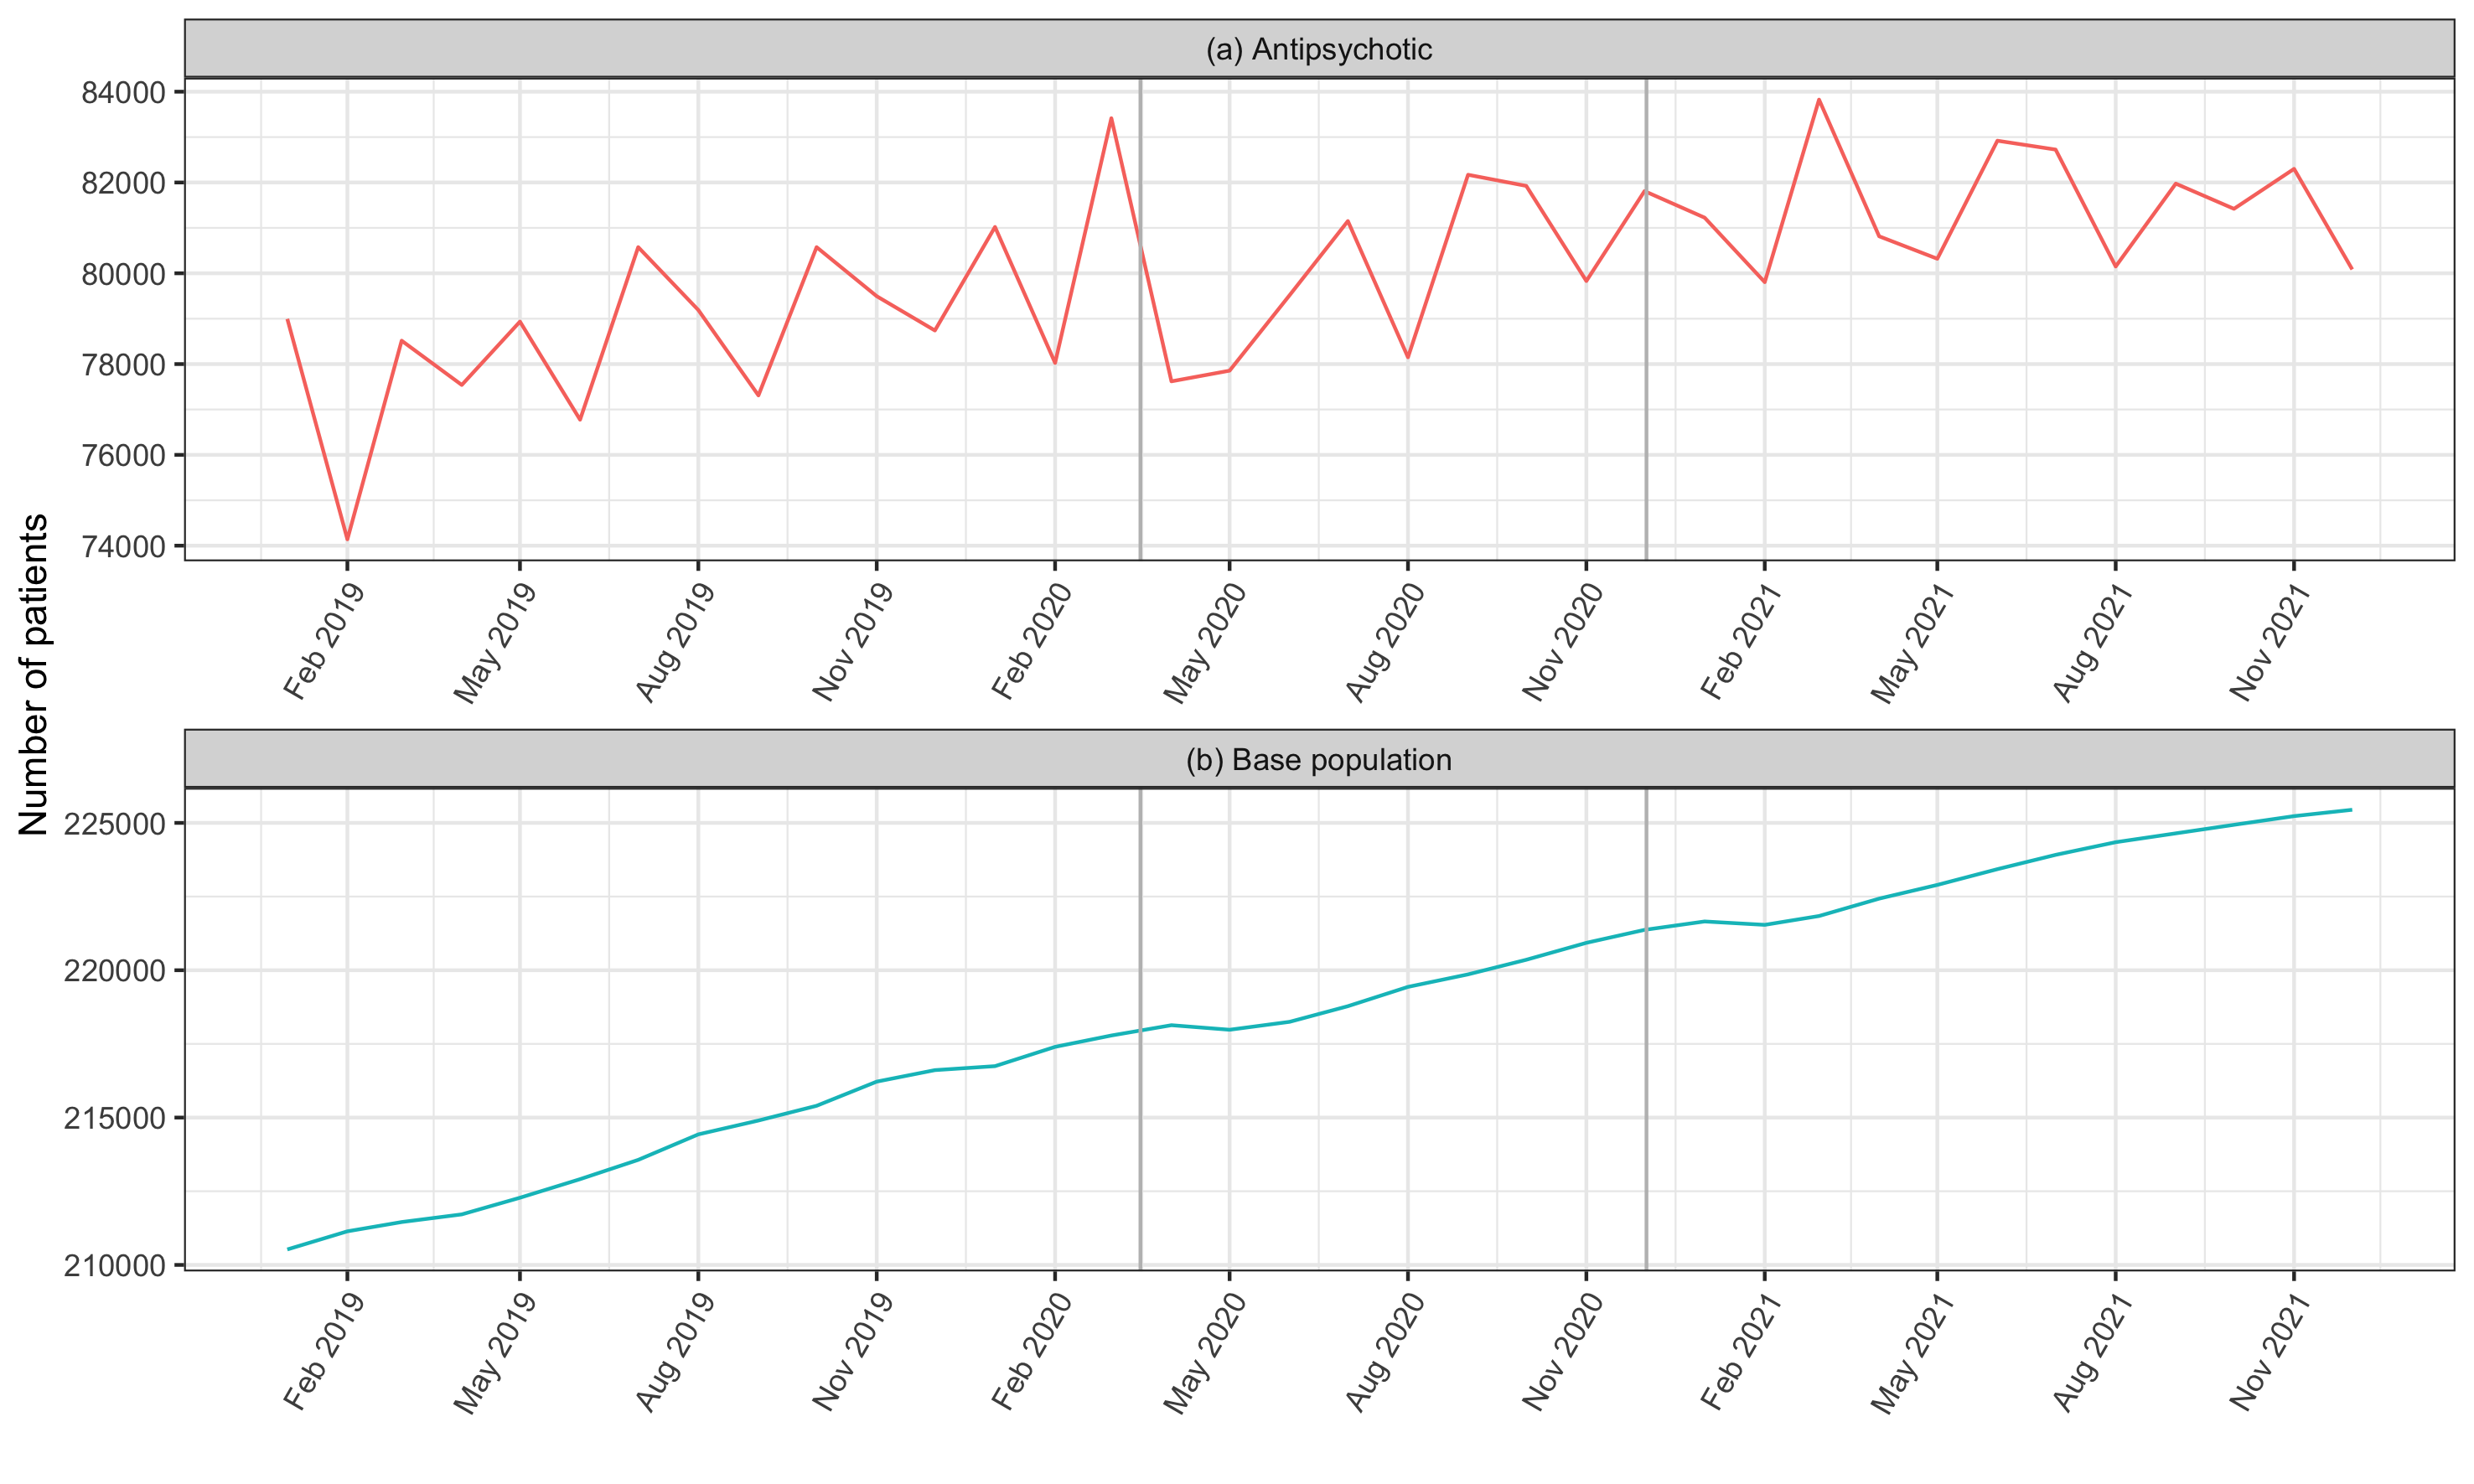 (a) Antipsychotic
84000
82000
80000
78000
76000
74000
Feb 2019
May 2019
Aug 2019
Nov 2019
Feb 2020
May 2020
Aug 2020
Nov 2020
Feb 2021
May 2021
Aug 2021
Nov 2021
Number of patients
(b) Base population
225000
220000
215000
210000
Feb 2019
May 2019
Aug 2019
Nov 2019
Feb 2020
May 2020
Aug 2020
Nov 2020
Feb 2021
May 2021
Aug 2021
Nov 2021